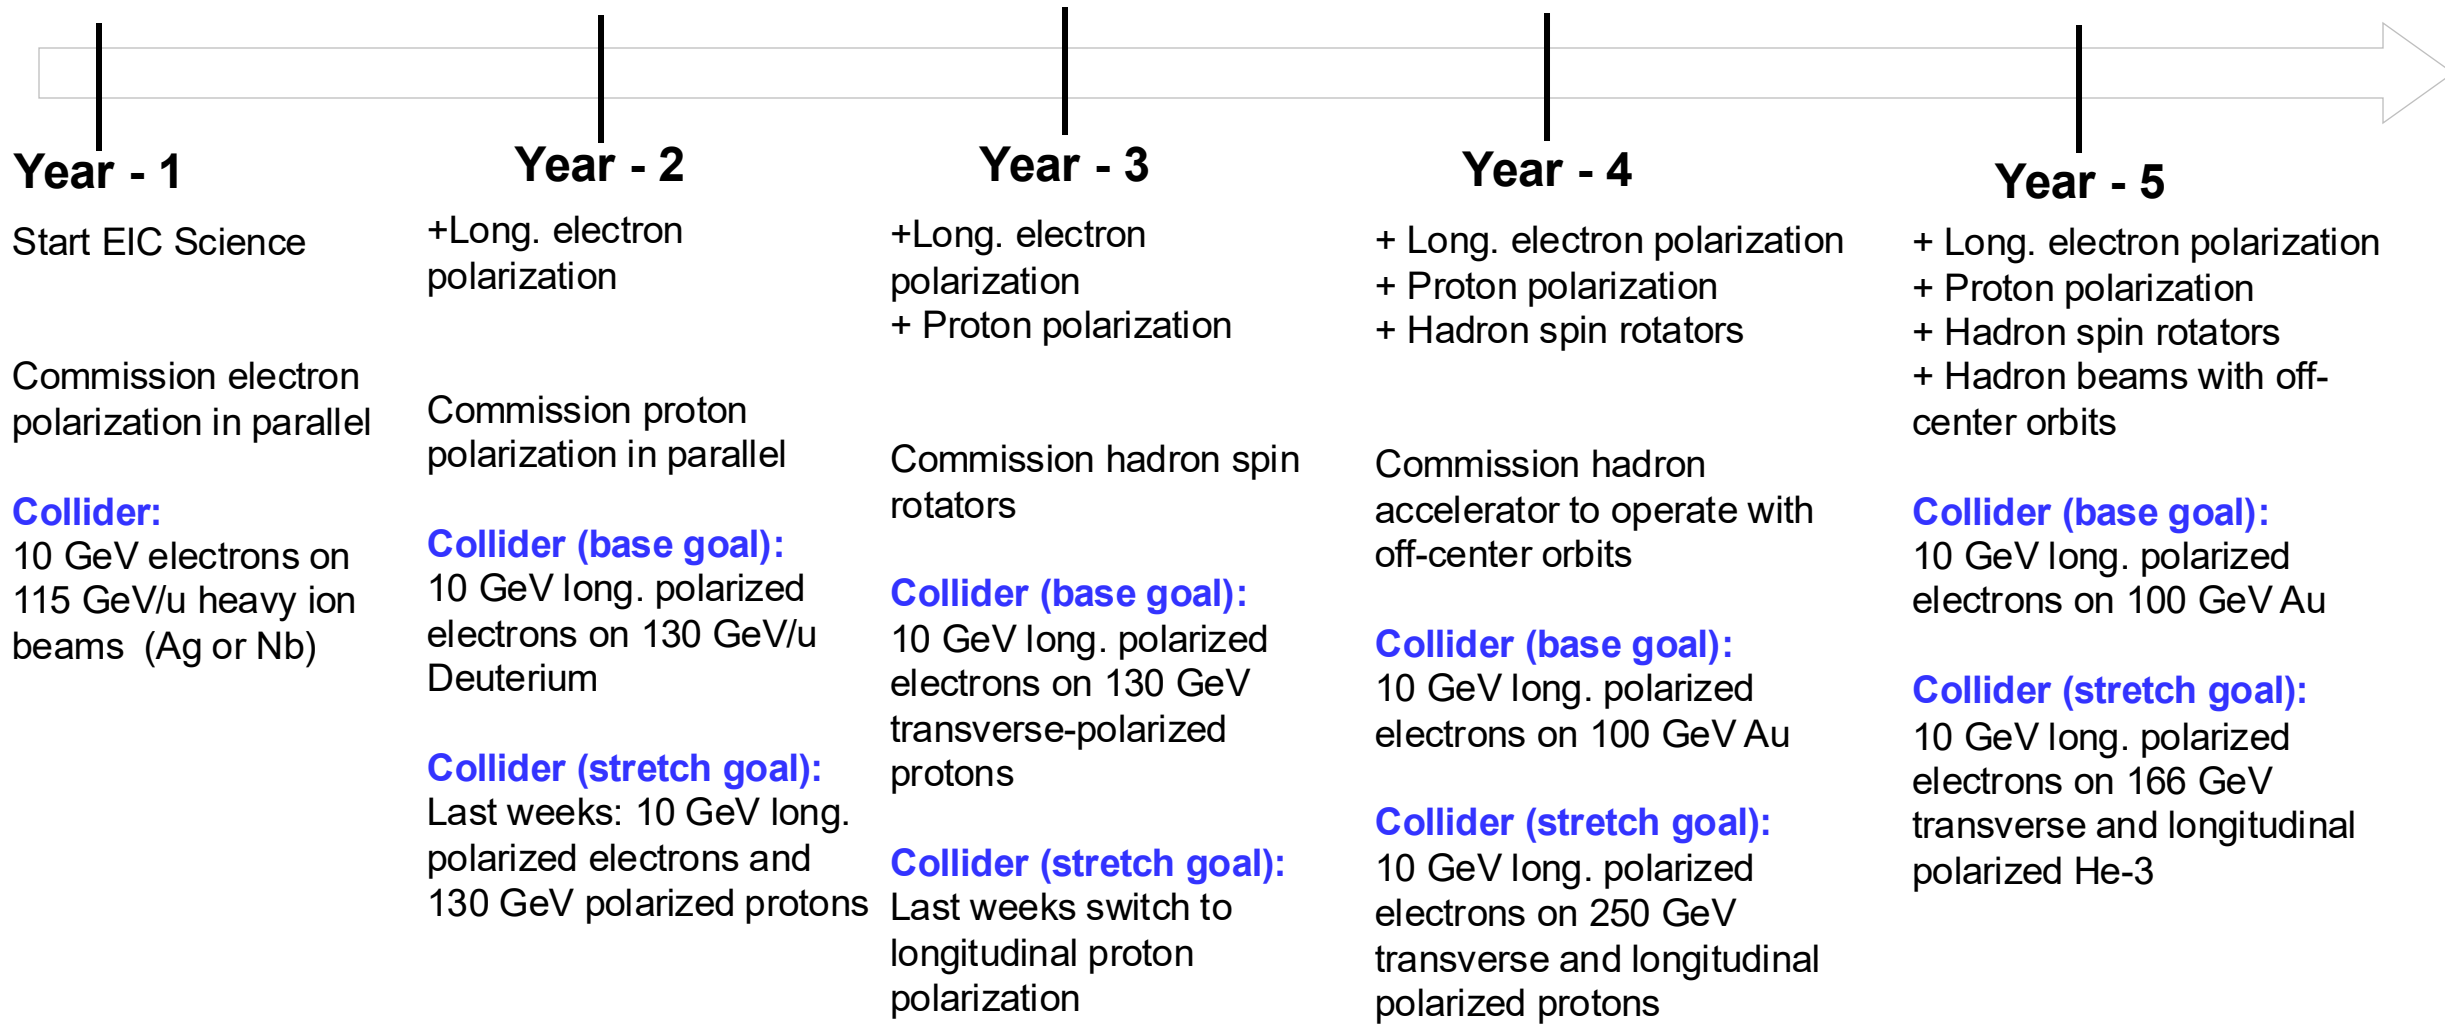 Year - 1
Start EIC Science
Commission electron
polarization in parallel
Collider:
10 GeV electrons on
115 GeV/u heavy ion
beams (Ag or Nb)
Year - 2
+Long. electron
polarization
Commission proton
polarization in parallel
Collider (base goal):
10 GeV long. polarized
electrons on 130 GeV/u
Deuterium
Collider (stretch goal):
Last weeks: 10 GeV long.
polarized electrons and
130 GeV polarized protons
Year - 3
+Long. electron
polarization
+ Proton polarization
Commission hadron spin
rotators
Collider (base goal):
10 GeV long. polarized
electrons on 130 GeV
transverse-polarized
protons
Collider (stretch goal):
Last weeks switch to
longitudinal proton
polarization
Year - 4
+ Long. electron polarization
+ Proton polarization
+ Hadron spin rotators
Commission hadron
accelerator to operate with
off-center orbits
Collider (base goal):
10 GeV long. polarized
electrons on 100 GeV Au
Collider (stretch goal):
10 GeV long. polarized
electrons on 250 GeV
transverse and longitudinal
polarized protons
Year - 5
+ Long. electron polarization
+ Proton polarization
+ Hadron spin rotators
+ Hadron beams with off-
center orbits
Collider (base goal):
10 GeV long. polarized
electrons on 100 GeV Au
Collider (stretch goal):
10 GeV long. polarized
electrons on 166 GeV
transverse and longitudinal
polarized He-3